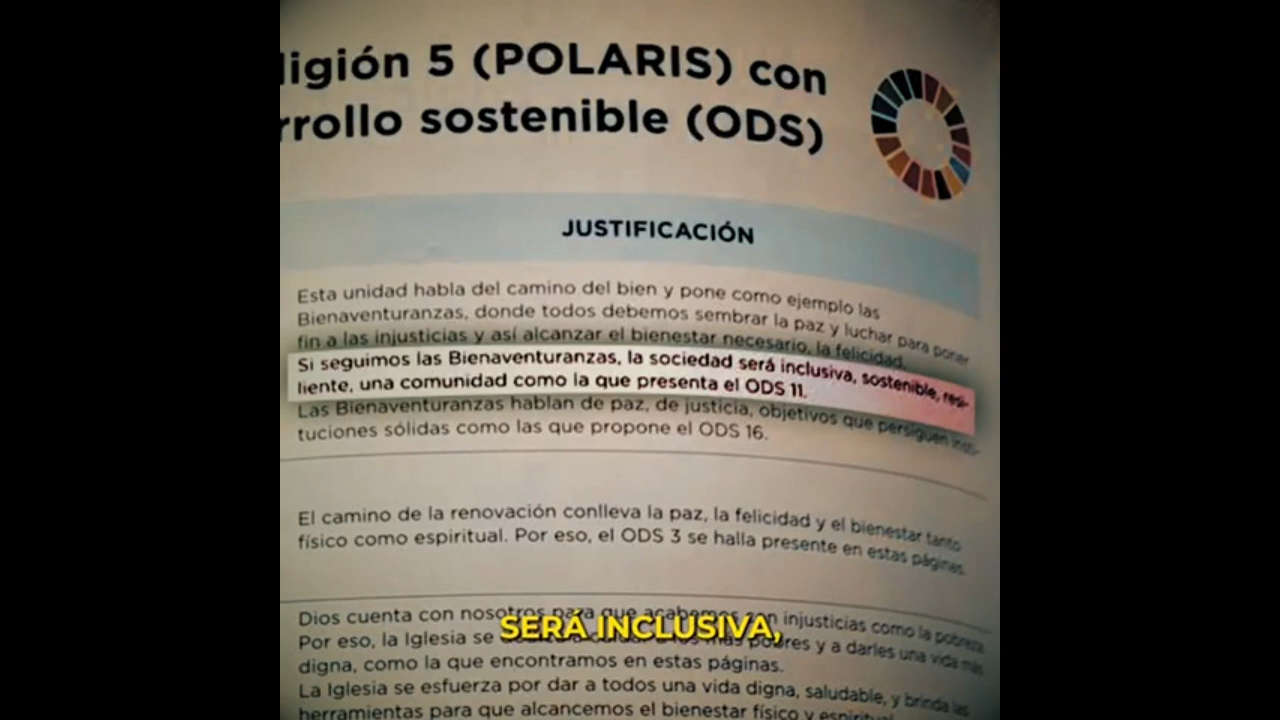 ligión 5 (POLARIS) con
rrollo sostenible (ODS)
JUSTIFICACIÓN
Esta unidad habla del camino del bien y pone como ejemplo las
Bienaventuranzas, donde todos debemos sembrar la paz y luchar para poner
fin a las injusticias y así alcanzar el bienestar necesario, la felicidad.
Si seguimos las Bienaventuranzas, la sociedad será inclusiva, sostenible, resi-
liente, una comunidad como la que presenta el ODS 11.
Las Bienaventuranzas hablan de paz, de justicia, objetivos que persiguen insti-
tuciones sólidas como las que propone el ODS 16.
El camino de la renovación conlleva la paz, la felicidad y el bienestar tanto
físico como espiritual. Por eso, el ODS 3 se halla presente en estas páginas.
Dios cuenta con nosotros para que acabemos con injusticias como la pobreza
Por eso, la Iglesia se más pobres y a darles una vida más
SERÁ INCLUSIVA,
digna, como la que encontramos en estas páginas.
La Iglesia se esfuerza por dar a todos una vida digna, saludable, y brinda las
herramientas para que alcancemos el bienestar físico y espiritual